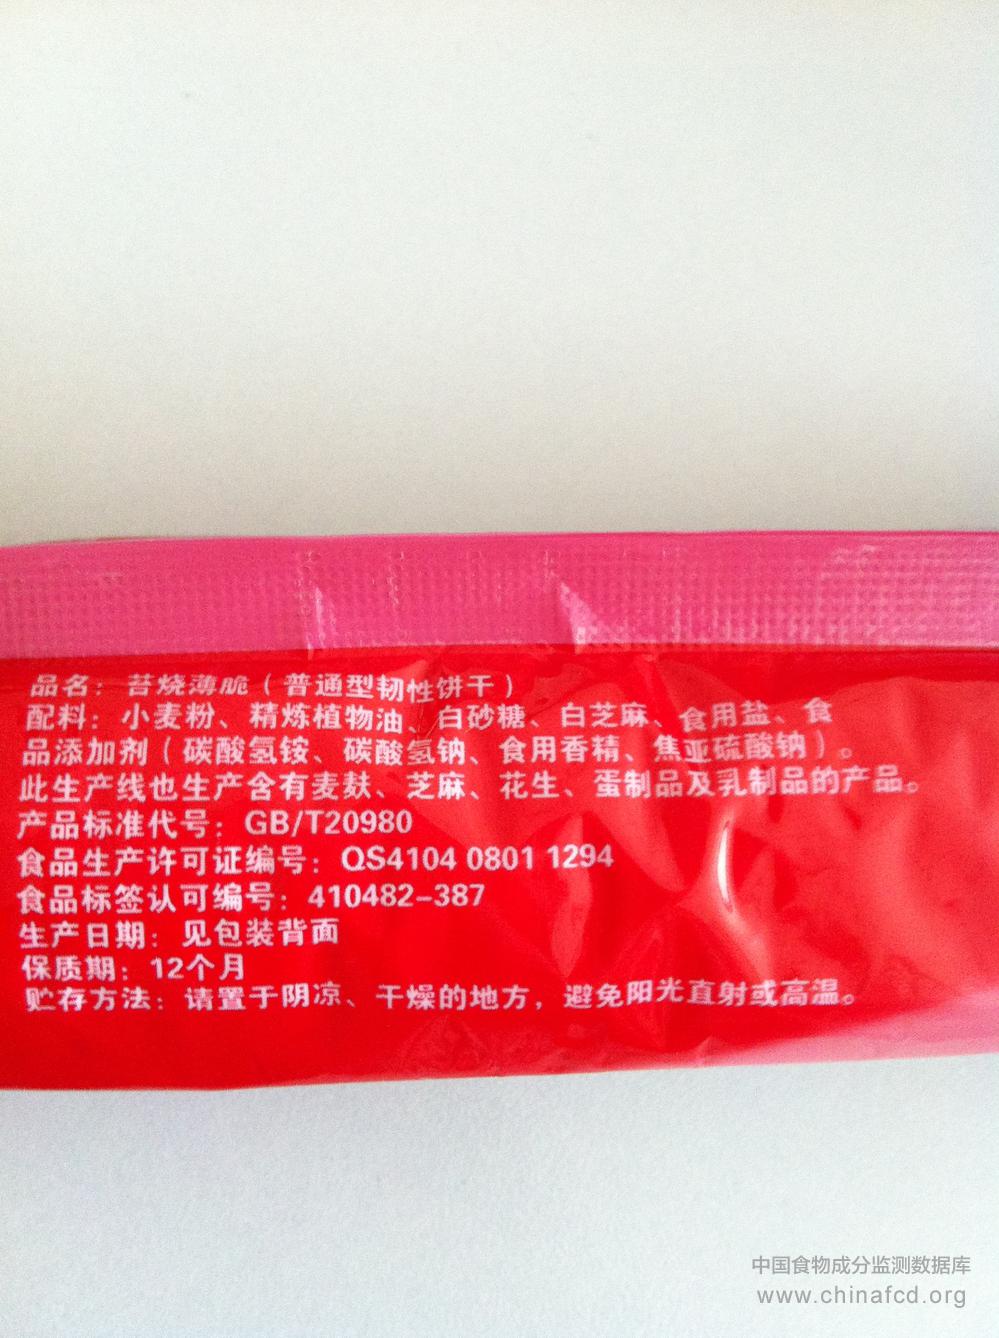 品名：苔烧薄脆（普通型韧性饼干）
配料：小麦粉、精炼植物油、白砂糖、白芝麻、食用盐、食
品添加剂（碳酸氢铵、碳酸氢钠、食用香精、焦亚硫酸钠）。
此生产线也生产含有麦麸、芝麻、花生、蛋制品及乳制品的产品。
产品标准代号：GB/T20980
食品生产许可证编号：QS4104 0801 1294
食品标签认可编号：410482-387
生产日期：见包装背面
保质期：12个月
贮存方法：请置于阴凉、干燥的地方，避免阳光直射或高温。
中国食物成分监测数据库
www.chinafcd.org